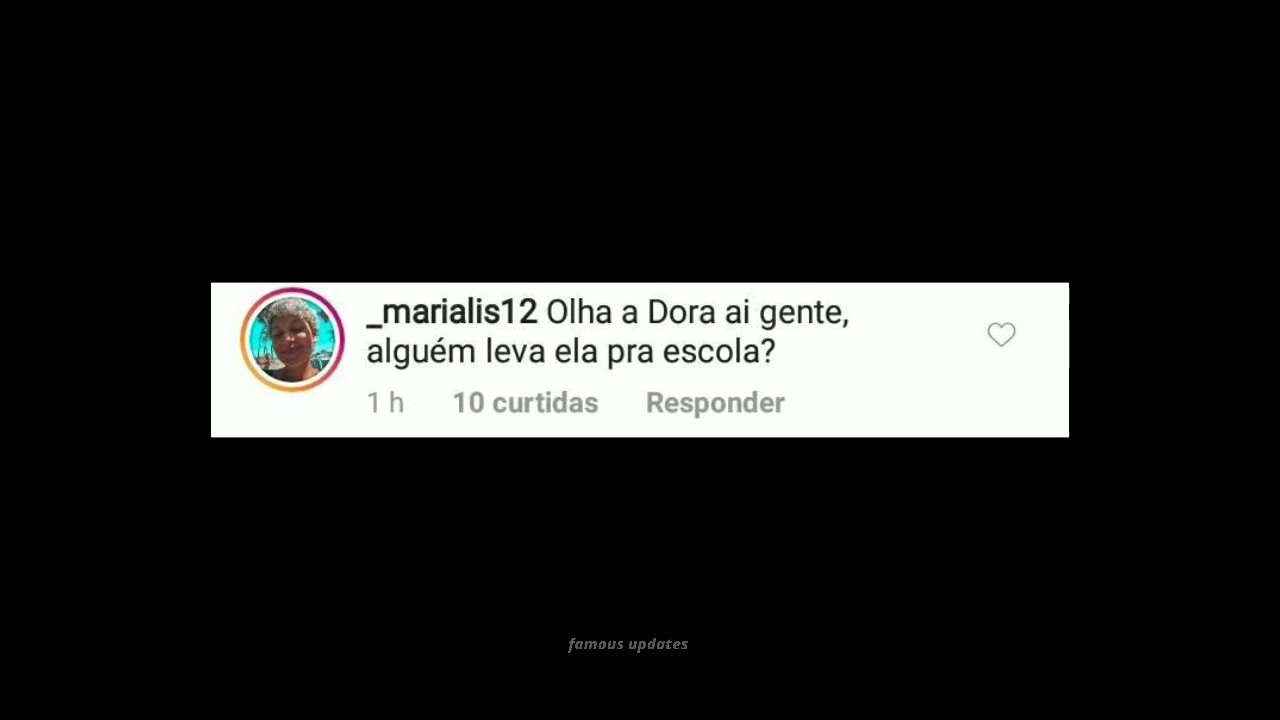 _marialis12 Olha a Dora ai gente,
alguém leva ela pra escola?
1 h 10 curtidas Responder
famous updates